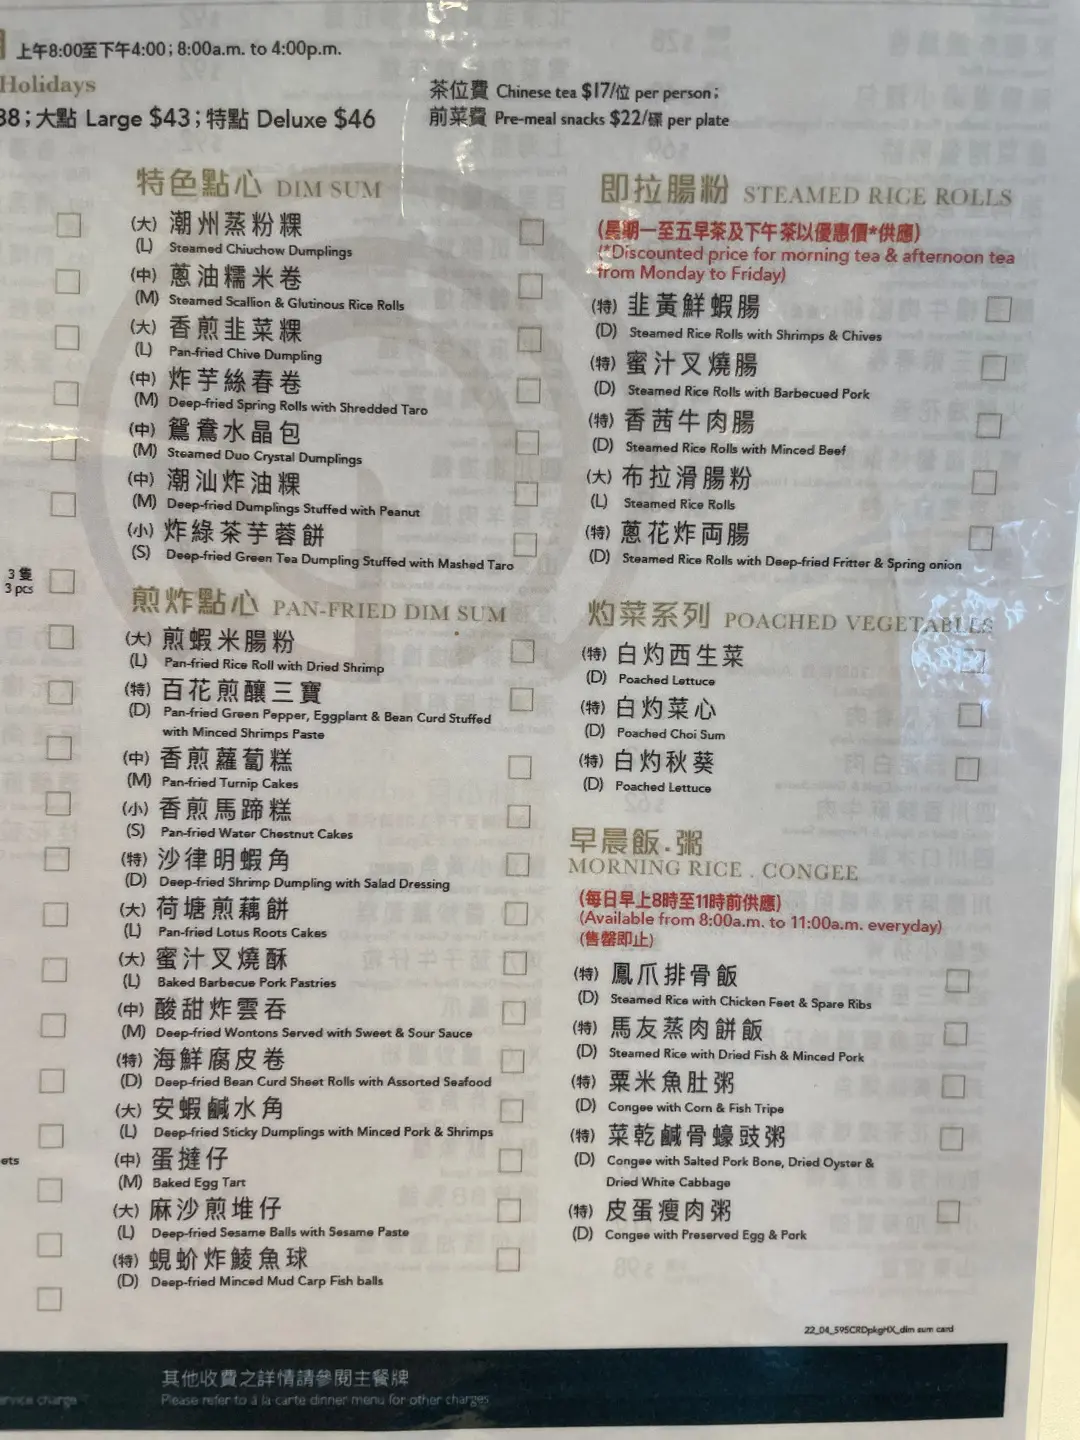 上午8:00至下午4:00; 8:00a.m. to 4:00p.m.
Holidays
38; 大點 Large $43; 特點 Deluxe $46
茶位費 Chinese tea $17/位 per person;
前菜費 Pre-meal snacks $22/碟 per plate
特色點心 DIM SUM
(大) 潮州蒸粉粿
(L) Steamed Chiuchow Dumplings
(中) 蔥油糯米卷
(M) Steamed Scallion & Glutinous Rice Rolls
(大) 香煎韭菜粿
(L) Pan-fried Chive Dumpling
(中) 炸芋絲春卷
(M) Deep-fried Spring Rolls with Shredded Taro
(中) 鴛鴦水晶包
(M) Steamed Duo Crystal Dumplings
(中) 潮汕炸油粿
(M) Deep-fried Dumplings Stuffed with Peanut
(小) 炸綠茶芋蓉餅
(S) Deep-fried Green Tea Dumpling Stuffed with Mashed Taro
3 隻
3 pcs
煎炸點心 PAN-FRIED DIM SUM
(大) 煎蝦米腸粉
(L) Pan-fried Rice Roll with Dried Shrimp
(特) 百花煎釀三寶
(D) Pan-fried Green Pepper, Eggplant & Bean Curd Stuffed
with Minced Shrimps Paste
(中) 香煎蘿蔔糕
(M) Pan-fried Turnip Cakes
(小) 香煎馬蹄糕
(S) Pan-fried Water Chestnut Cakes
(特) 沙律明蝦角
(D) Deep-fried Shrimp Dumpling with Salad Dressing
(大) 荷塘煎藕餅
(L) Pan-fried Lotus Roots Cakes
(大) 蜜汁叉燒酥
(L) Baked Barbecue Pork Pastries
(中) 酸甜炸雲吞
(M) Deep-fried Wontons Served with Sweet & Sour Sauce
(特) 海鮮腐皮卷
(D) Deep-fried Bean Curd Sheet Rolls with Assorted Seafood
(大) 安蝦鹹水角
(L) Deep-fried Sticky Dumplings with Minced Pork & Shrimps
ets
(中) 蛋撻仔
(M) Baked Egg Tart
(大) 麻沙煎堆仔
(L) Deep-fried Sesame Balls with Sesame Paste
(特) 蜆蚧炸鯪魚球
(D) Deep-fried Minced Mud Carp Fish balls
即拉腸粉 STEAMED RICE ROLLS
(星期一至五早茶及下午茶以優惠價*供應)
(*Discounted price for morning tea & afternoon tea
from Monday to Friday)
(特) 韭黃鮮蝦腸
(D) Steamed Rice Rolls with Shrimps & Chives
(特) 蜜汁叉燒腸
(D) Steamed Rice Rolls with Barbecued Pork
(特) 香茜牛肉腸
(D) Steamed Rice Rolls with Minced Beef
(大) 布拉滑腸粉
(L) Steamed Rice Rolls
(特) 蔥花炸両腸
(D) Steamed Rice Rolls with Deep-fried Fritter & Spring onion
灼菜系列 POACHED VEGETABLES
(特) 白灼西生菜
(D) Poached Lettuce
(特) 白灼菜心
(D) Poached Choi Sum
(特) 白灼秋葵
(D) Poached Lettuce
早晨飯.粥
MORNING RICE . CONGEE
(每日早上8時至11時前供應)
(Available from 8:00a.m. to 11:00a.m. everyday)
(售罄即止)
(特) 鳳爪排骨飯
(D) Steamed Rice with Chicken Feet & Spare Ribs
(特) 馬友蒸肉餅飯
(D) Steamed Rice with Dried Fish & Minced Pork
(特) 粟米魚肚粥
(D) Congee with Corn & Fish Tripe
(特) 菜乾鹹骨蠔豉粥
(D) Congee with Salted Pork Bone, Dried Oyster &
Dried White Cabbage
(特) 皮蛋瘦肉粥
(D) Congee with Preserved Egg & Pork
22_04_595CRDpkgHX_dim sum card
其他收費之詳情請參閱主餐牌
service charge
Please refer to á la carte dinner menu for other charges